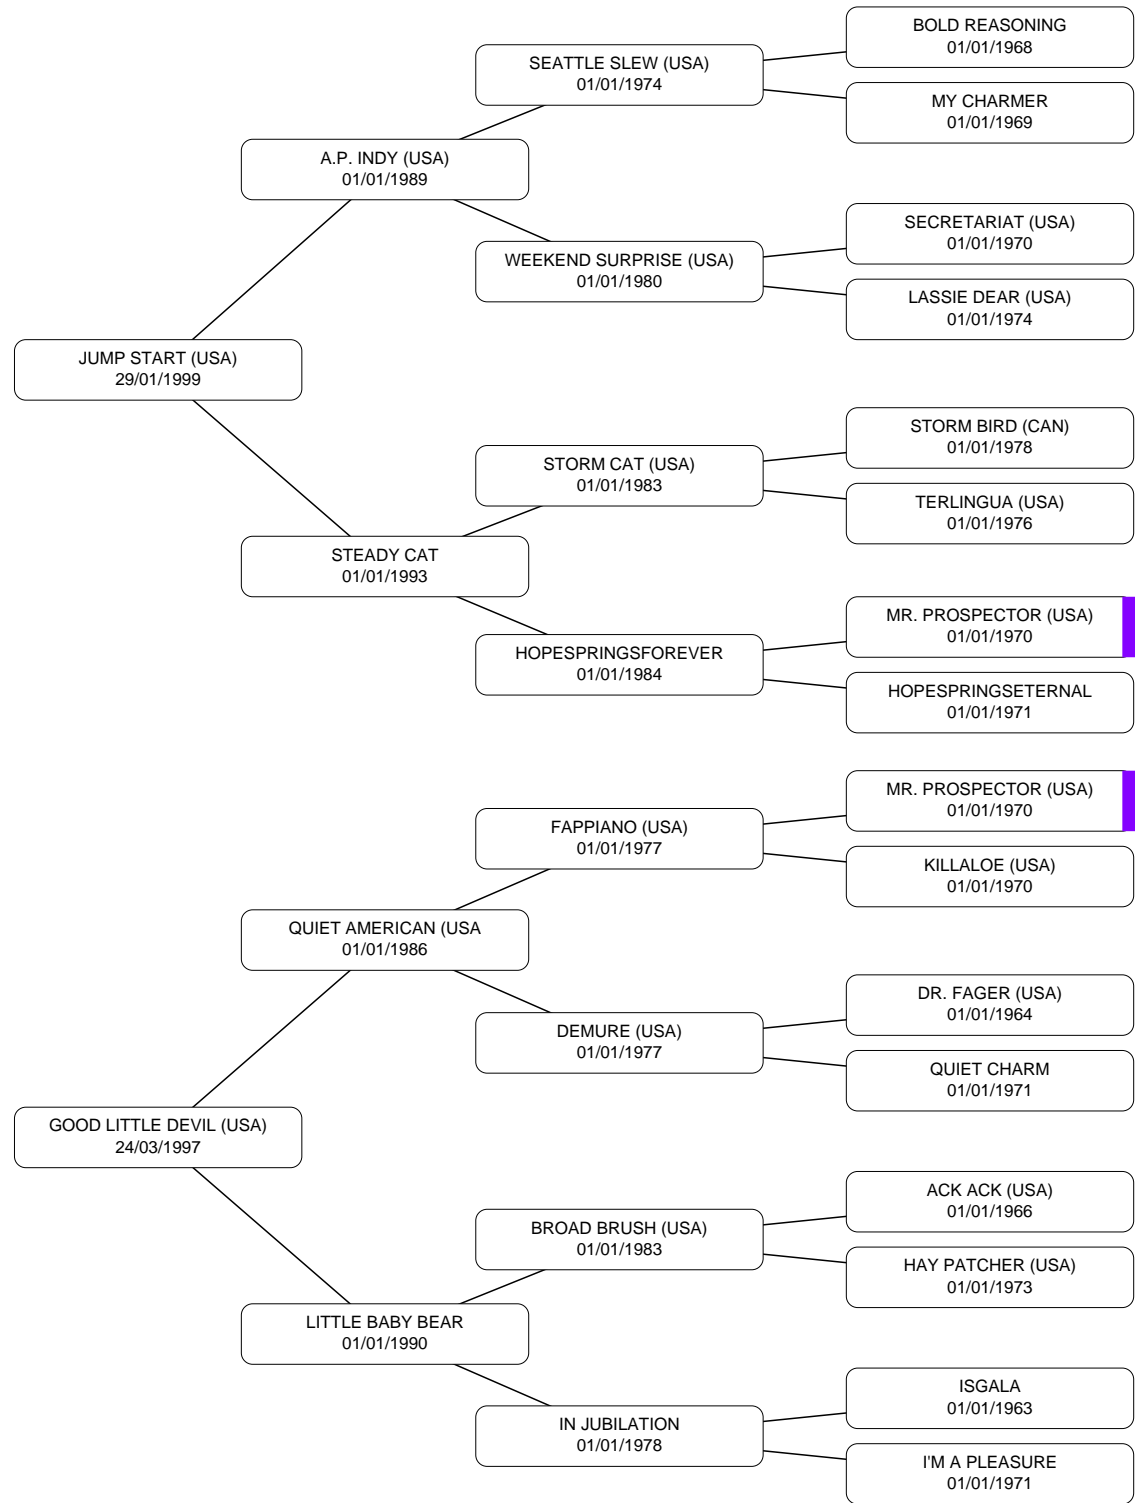 BOLD REASONING
01/01/1968
SEATTLE SLEW (USA)
01/01/1974
MY CHARMER
01/01/1969
A.P. INDY (USA)
01/01/1989
SECRETARIAT (USA)
01/01/1970
WEEKEND SURPRISE (USA)
01/01/1980
LASSIE DEAR (USA)
01/01/1974
JUMP START (USA)
29/01/1999
STORM BIRD (CAN)
01/01/1978
STORM CAT (USA)
01/01/1983
TERLINGUA (USA)
01/01/1976
STEADY CAT
01/01/1993
MR. PROSPECTOR (USA)
01/01/1970
HOPESPRINGSFOREVER
01/01/1984
HOPESPRINGSETERNAL
01/01/1971
MR. PROSPECTOR (USA)
01/01/1970
FAPPIANO (USA)
01/01/1977
KILLALOE (USA)
01/01/1970
QUIET AMERICAN (USA
01/01/1986
DR. FAGER (USA)
01/01/1964
DEMURE (USA)
01/01/1977
QUIET CHARM
01/01/1971
GOOD LITTLE DEVIL (USA)
24/03/1997
ACK ACK (USA)
01/01/1966
BROAD BRUSH (USA)
01/01/1983
HAY PATCHER (USA)
01/01/1973
LITTLE BABY BEAR
01/01/1990
ISGALA
01/01/1963
IN JUBILATION
01/01/1978
I'M A PLEASURE
01/01/1971